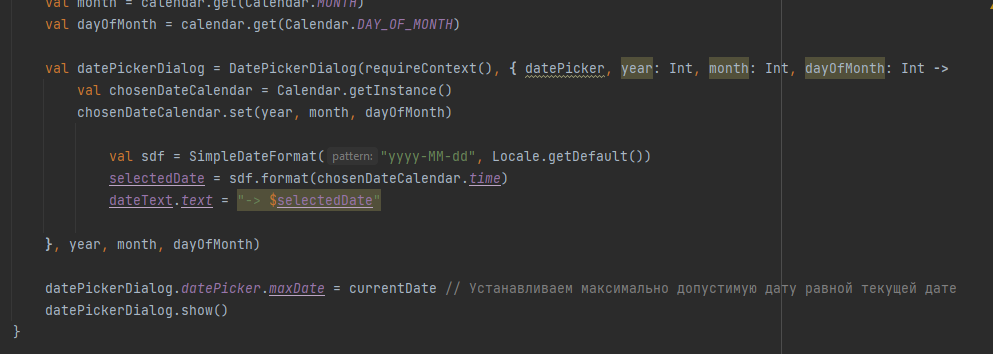 val month = calendar.get(Calendar.MONTH)
val dayOfMonth = calendar.get(Calendar.DAY_OF_MONTH)
val datePickerDialog = DatePickerDialog(requireContext(), { datePicker, year: Int, month: Int, dayOfMonth: Int ->
val chosenDateCalendar = Calendar.getInstance()
chosenDateCalendar.set(year, month, dayOfMonth)
val sdf = SimpleDateFormat( pattern: "yyyy-MM-dd", Locale.getDefault())
selectedDate = sdf.format(chosenDateCalendar.time)
dateText.text = "-> $selectedDate"
}, year, month, dayOfMonth)
datePickerDialog.datePicker.maxDate = currentDate // Устанавливаем максимально допустимую дату равной текущей дате
datePickerDialog.show()
}